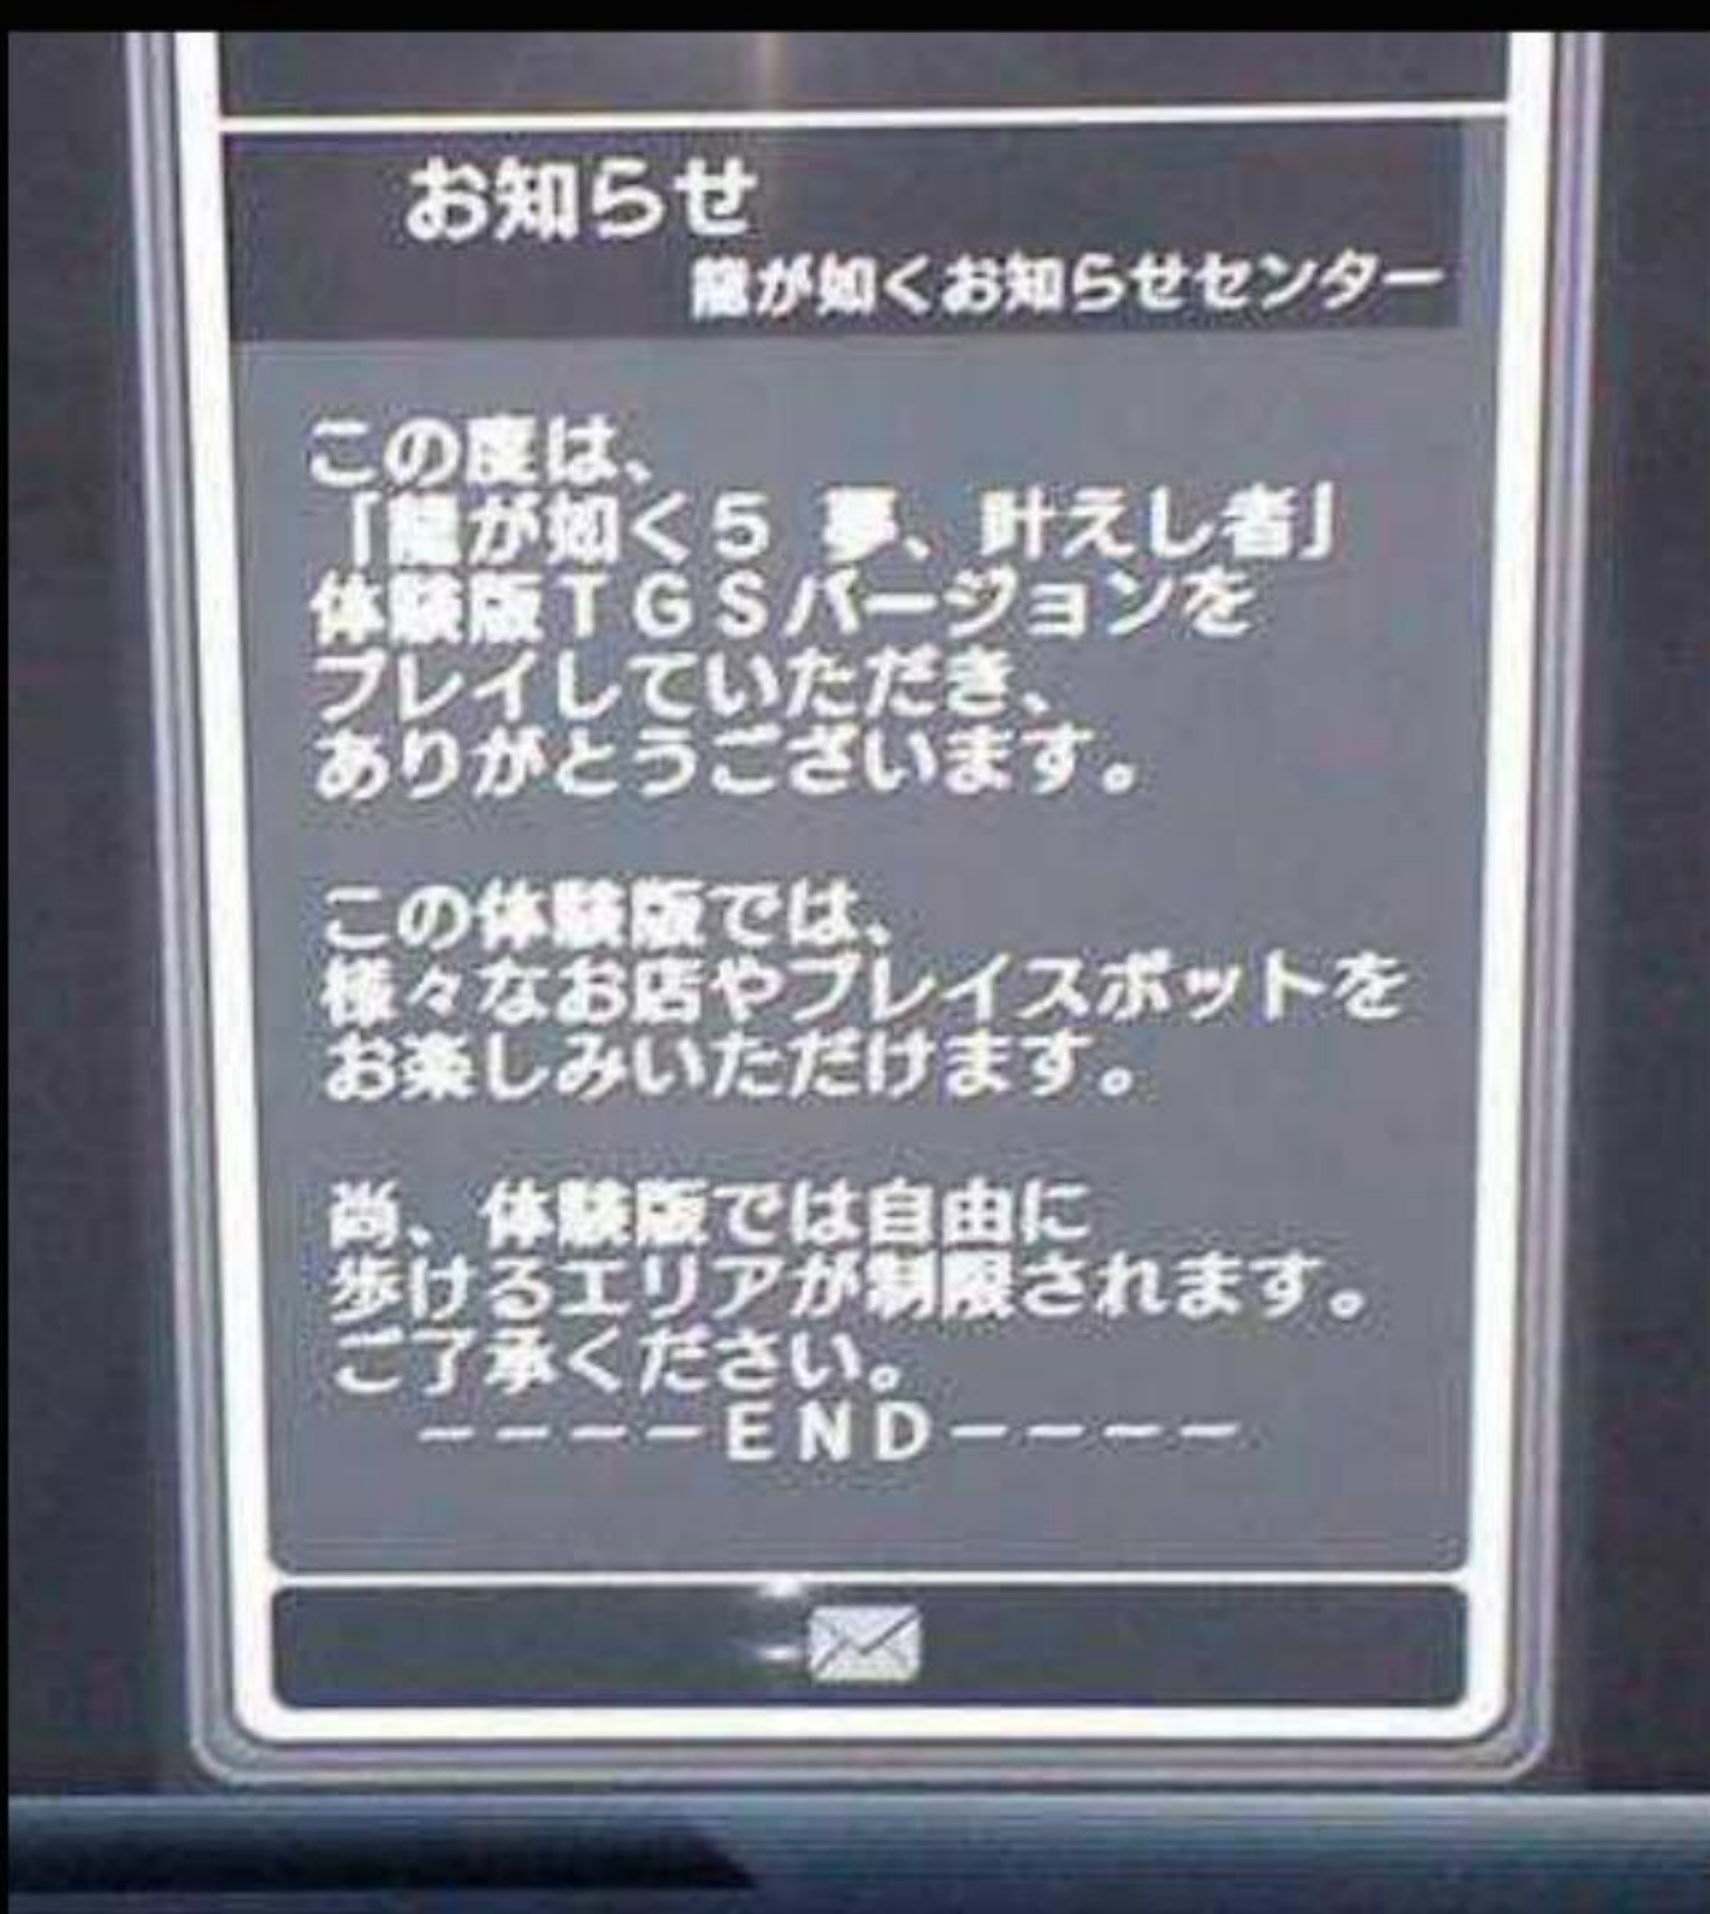 お知らせ
龍が如くお知らせセンター
この度は、
「龍が如く５ 夢、叶えし者」
体験版ＴＧＳバージョンを
プレイしていただき、
ありがとうございます。
この体験版では、
様々なお店やプレイスポットを
お楽しみいただけます。
尚、体験版では自由に
歩けるエリアが制限されます。
ご了承ください。
－－－－ＥＮＤ－－－－